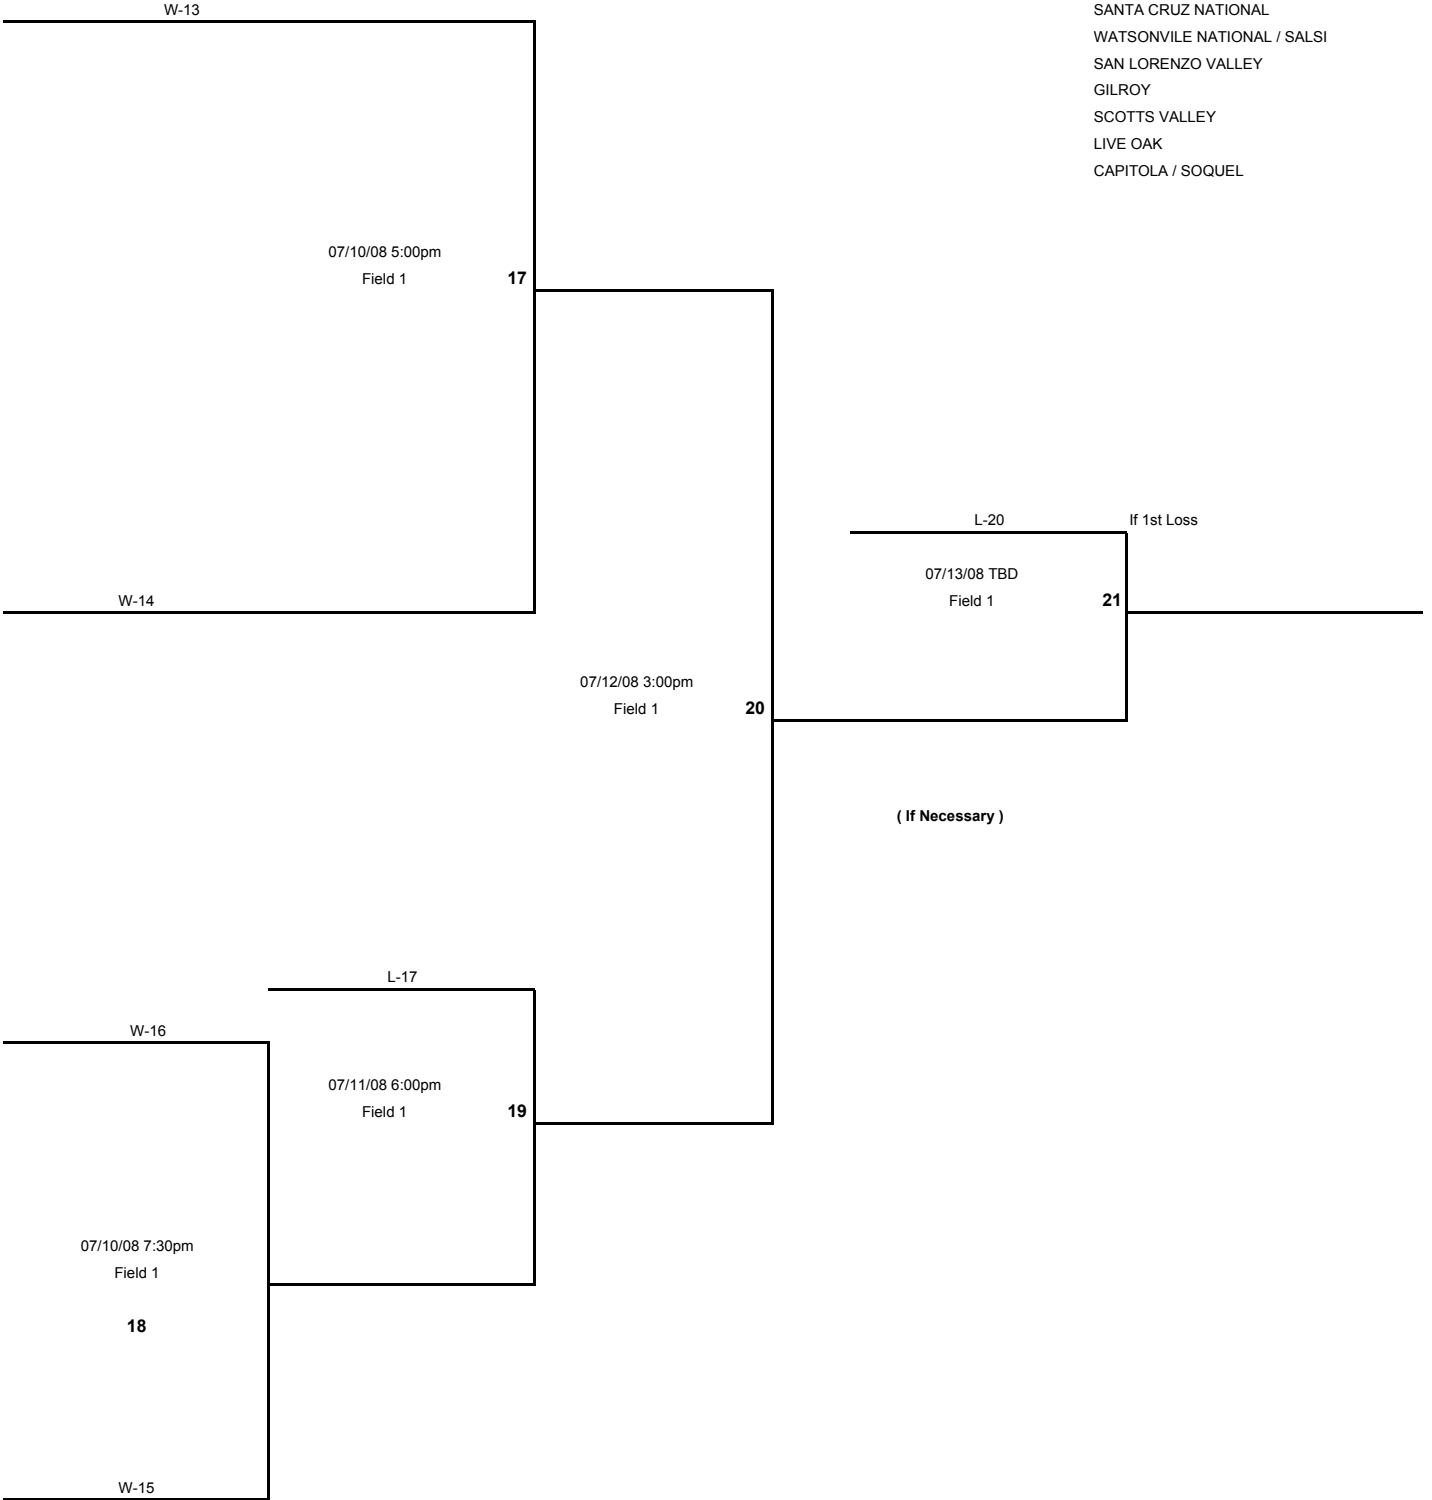 W-13
SANTA CRUZ NATIONAL
WATSONVILE NATIONAL / SALSI
SAN LORENZO VALLEY
GILROY
SCOTTS VALLEY
LIVE OAK
CAPITOLA / SOQUEL
07/10/08 5:00pm
Field 1
17
L-20
If 1st Loss
07/13/08 TBD
Field 1
21
W-14
07/12/08 3:00pm
Field 1
20
( If Necessary )
L-17
W-16
07/11/08 6:00pm
Field 1
19
07/10/08 7:30pm
Field 1
18
W-15